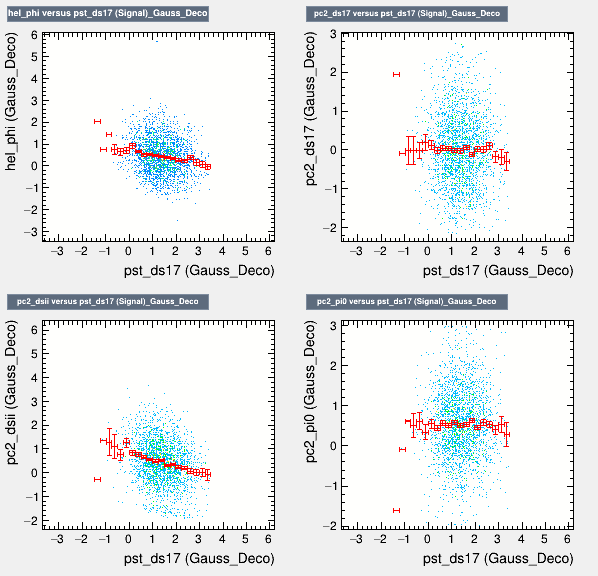 hel_phi versus pst_ds17 (Signal)_Gauss_Deco
pc2_ds17 versus pst_ds17 (Signal)_Gauss_Deco
hel_phi (Gauss_Deco)
6
5
4
3
2
1
0
−1
−2
−3
−3 −2 −1 0 1 2 3 4 5 6
pst_ds17 (Gauss_Deco)
pc2_ds17 (Gauss_Deco)
3
2
1
0
−1
−2
−3 −2 −1 0 1 2 3 4 5 6
pst_ds17 (Gauss_Deco)
pc2_dsii versus pst_ds17 (Signal)_Gauss_Deco
pc2_pi0 versus pst_ds17 (Signal)_Gauss_Deco
pc2_dsii (Gauss_Deco)
6
5
4
3
2
1
0
−1
−2
−3 −2 −1 0 1 2 3 4 5 6
pst_ds17 (Gauss_Deco)
pc2_pi0 (Gauss_Deco)
3
2
1
0
−1
−2
−3 −2 −1 0 1 2 3 4 5 6
pst_ds17 (Gauss_Deco)